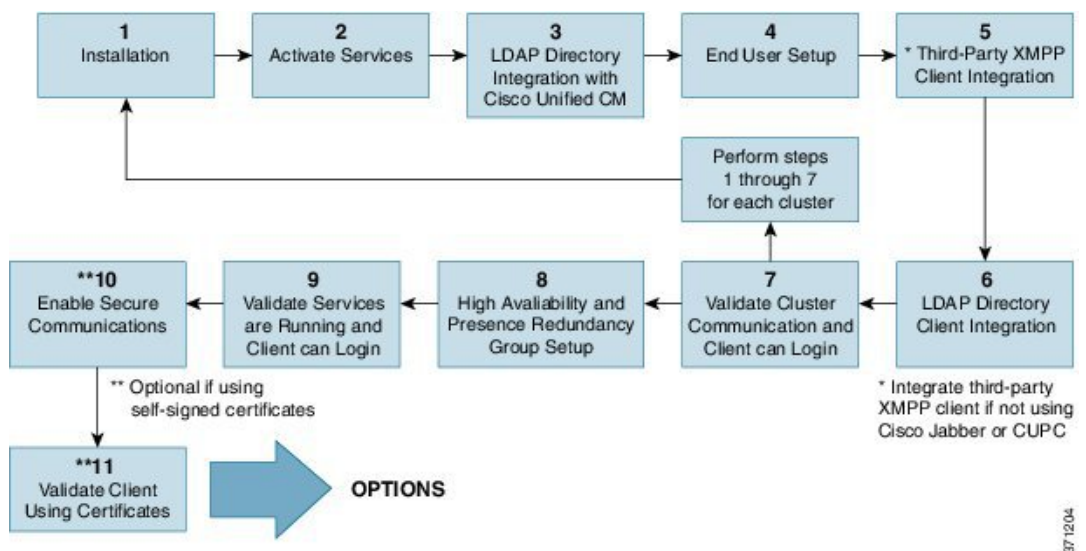 1
Installation
2
Activate Services
3
LDAP Directory
Integration with
Cisco Unified CM
4
End User Setup
5
* Third-Party XMPP
Client Integration
Perform steps
1 through 7
for each cluster
**10
Enable Secure
Communications
9
Validate Services
are Running and
Client can Login
8
High Avaliability and
Presence Redundancy
Group Setup
7
Validate Cluster
Communication and
Client can Login
6
LDAP Directory
Client Integration
** Optional if using
self-signed certificates
* Integrate third-party
XMPP client if not using
Cisco Jabber or CUPC
**11
Validate Client
Using Certificates
OPTIONS
371204